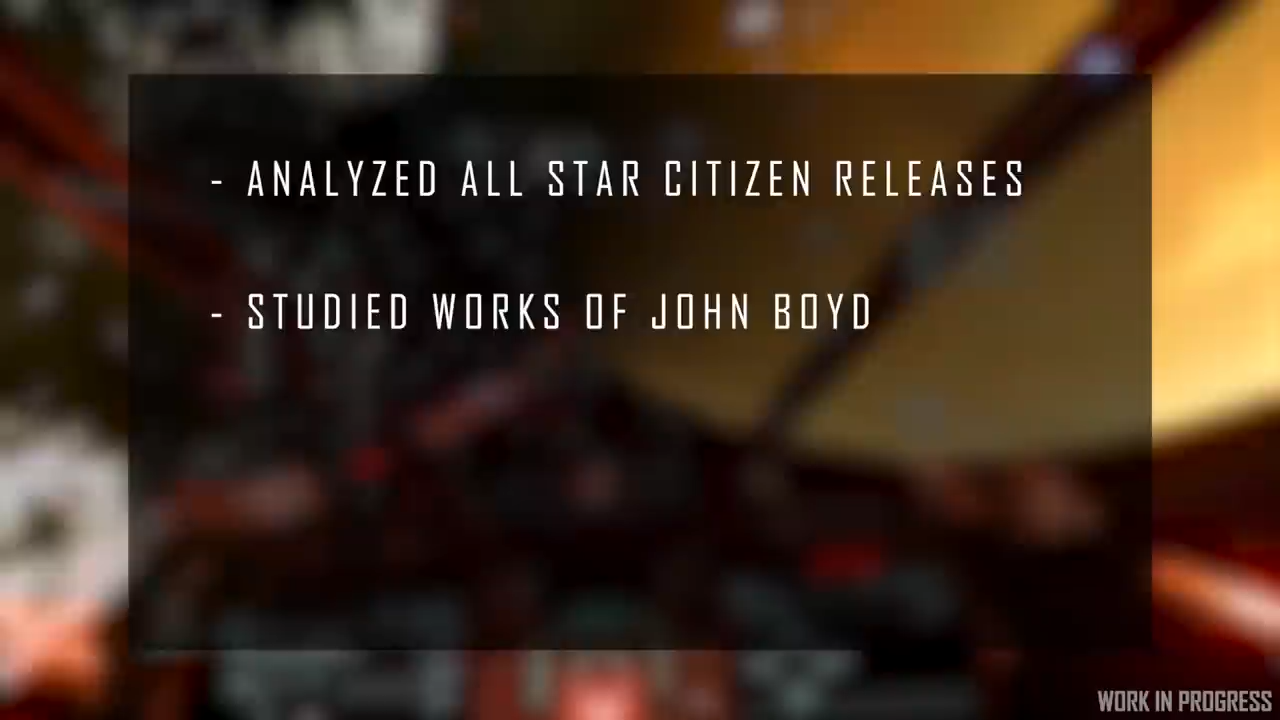 - ANALYZED ALL STAR CITIZEN RELEASES
- STUDIED WORKS OF JOHN BOYD
WORK IN PROGRESS